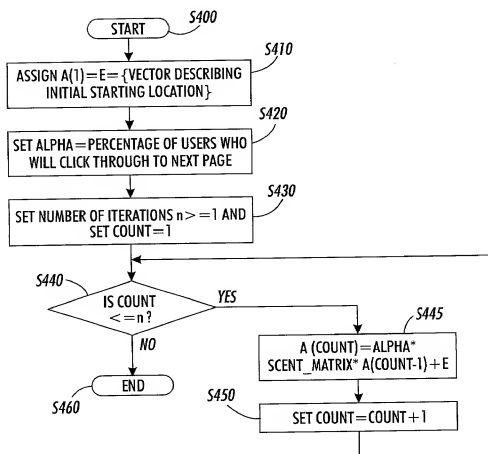 START
S400
ASSIGN A(1)=E={VECTOR DESCRIBING
INITIAL STARTING LOCATION}
S410
SET ALPHA=PERCENTAGE OF USERS WHO
WILL CLICK THROUGH TO NEXT PAGE
S420
SET NUMBER OF ITERATIONS n>=1 AND
SET COUNT=1
S430
S440
IS COUNT
<=n?
YES
NO
END
S460
S445
A (COUNT)=ALPHA*
SCENT_MATRIX* A(COUNT-1)+E
S450
SET COUNT=COUNT+1